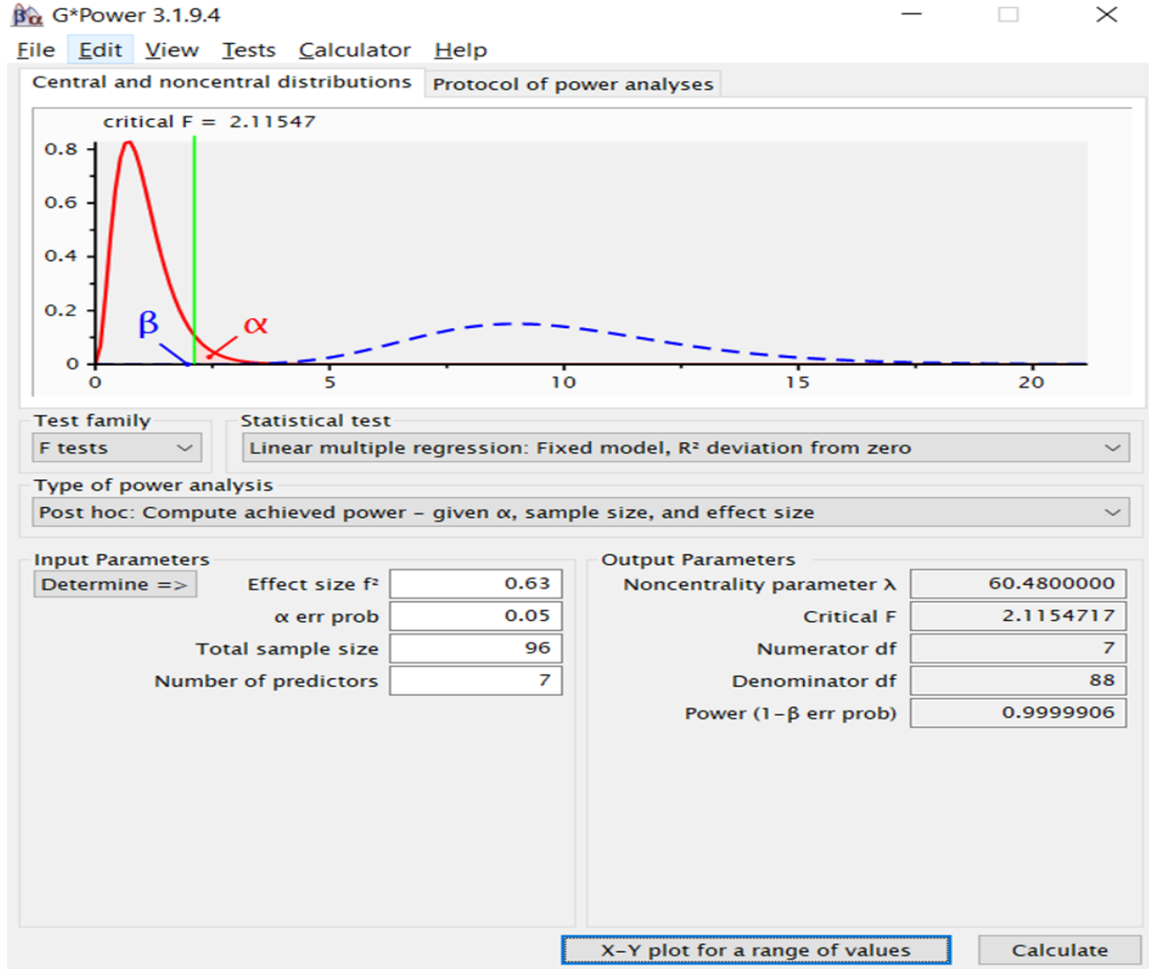 G*Power 3.1.9.4
File Edit View Tests Calculator Help
Central and noncentral distributions Protocol of power analyses
critical F = 2.11547
0.8
0.6
0.4
0.2
0
β α
0 5 10 15 20
Test family Statistical test
F tests Linear multiple regression: Fixed model, R² deviation from zero
Type of power analysis
Post hoc: Compute achieved power – given α, sample size, and effect size
Input Parameters Output Parameters
Determine => Effect size f² 0.63 Noncentrality parameter λ 60.4800000
α err prob 0.05 Critical F 2.1154717
Total sample size 96 Numerator df 7
Number of predictors 7 Denominator df 88
Power (1–β err prob) 0.9999906
X–Y plot for a range of values Calculate